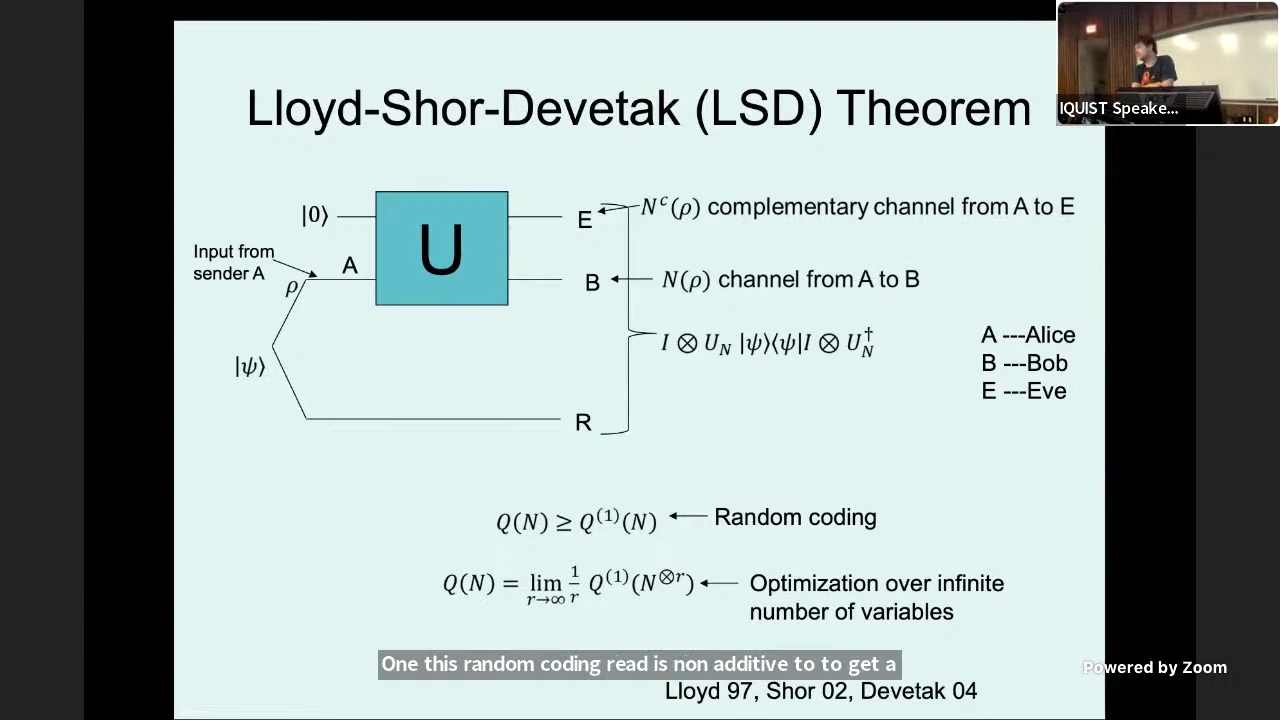 IQUIST Speake...
Lloyd-Shor-Devetak (LSD) Theorem
|0⟩
U
E
N^c(ρ) complementary channel from A to E
Input from
sender A
A
ρ
B
N(ρ) channel from A to B
|ψ⟩
I ⊗ U_N |ψ⟩⟨ψ|I ⊗ U_N^†
A ---Alice
B ---Bob
E ---Eve
R
Q(N) ≥ Q^(1)(N)
Random coding
Q(N) = lim_{r→∞} 1/r Q^(1)(N^{⊗r})
Optimization over infinite
number of variables
One this random coding read is non additive to to get a
Powered by Zoom
Lloyd 97, Shor 02, Devetak 04